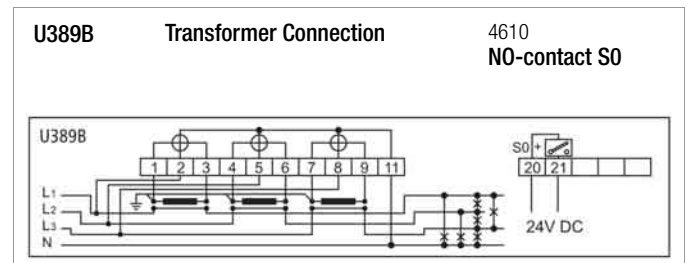 U389B Transformer Connection 4610
NO-contact S0
U389B
S0 +
1 2 3 4 5 6 7 8 9 11 20 21
L1
L2
L3
N
24V DC